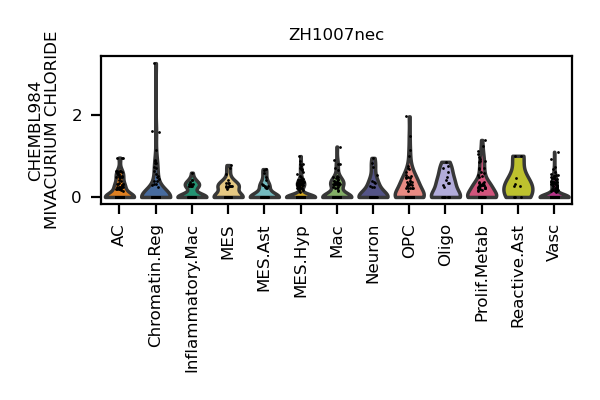 ZH1007nec
CHEMBL984
MIVACURIUM CHLORIDE
2
0
AC
Chromatin.Reg
Inflammatory.Mac
MES
MES.Ast
MES.Hyp
Mac
Neuron
OPC
Oligo
Prolif.Metab
Reactive.Ast
Vasc